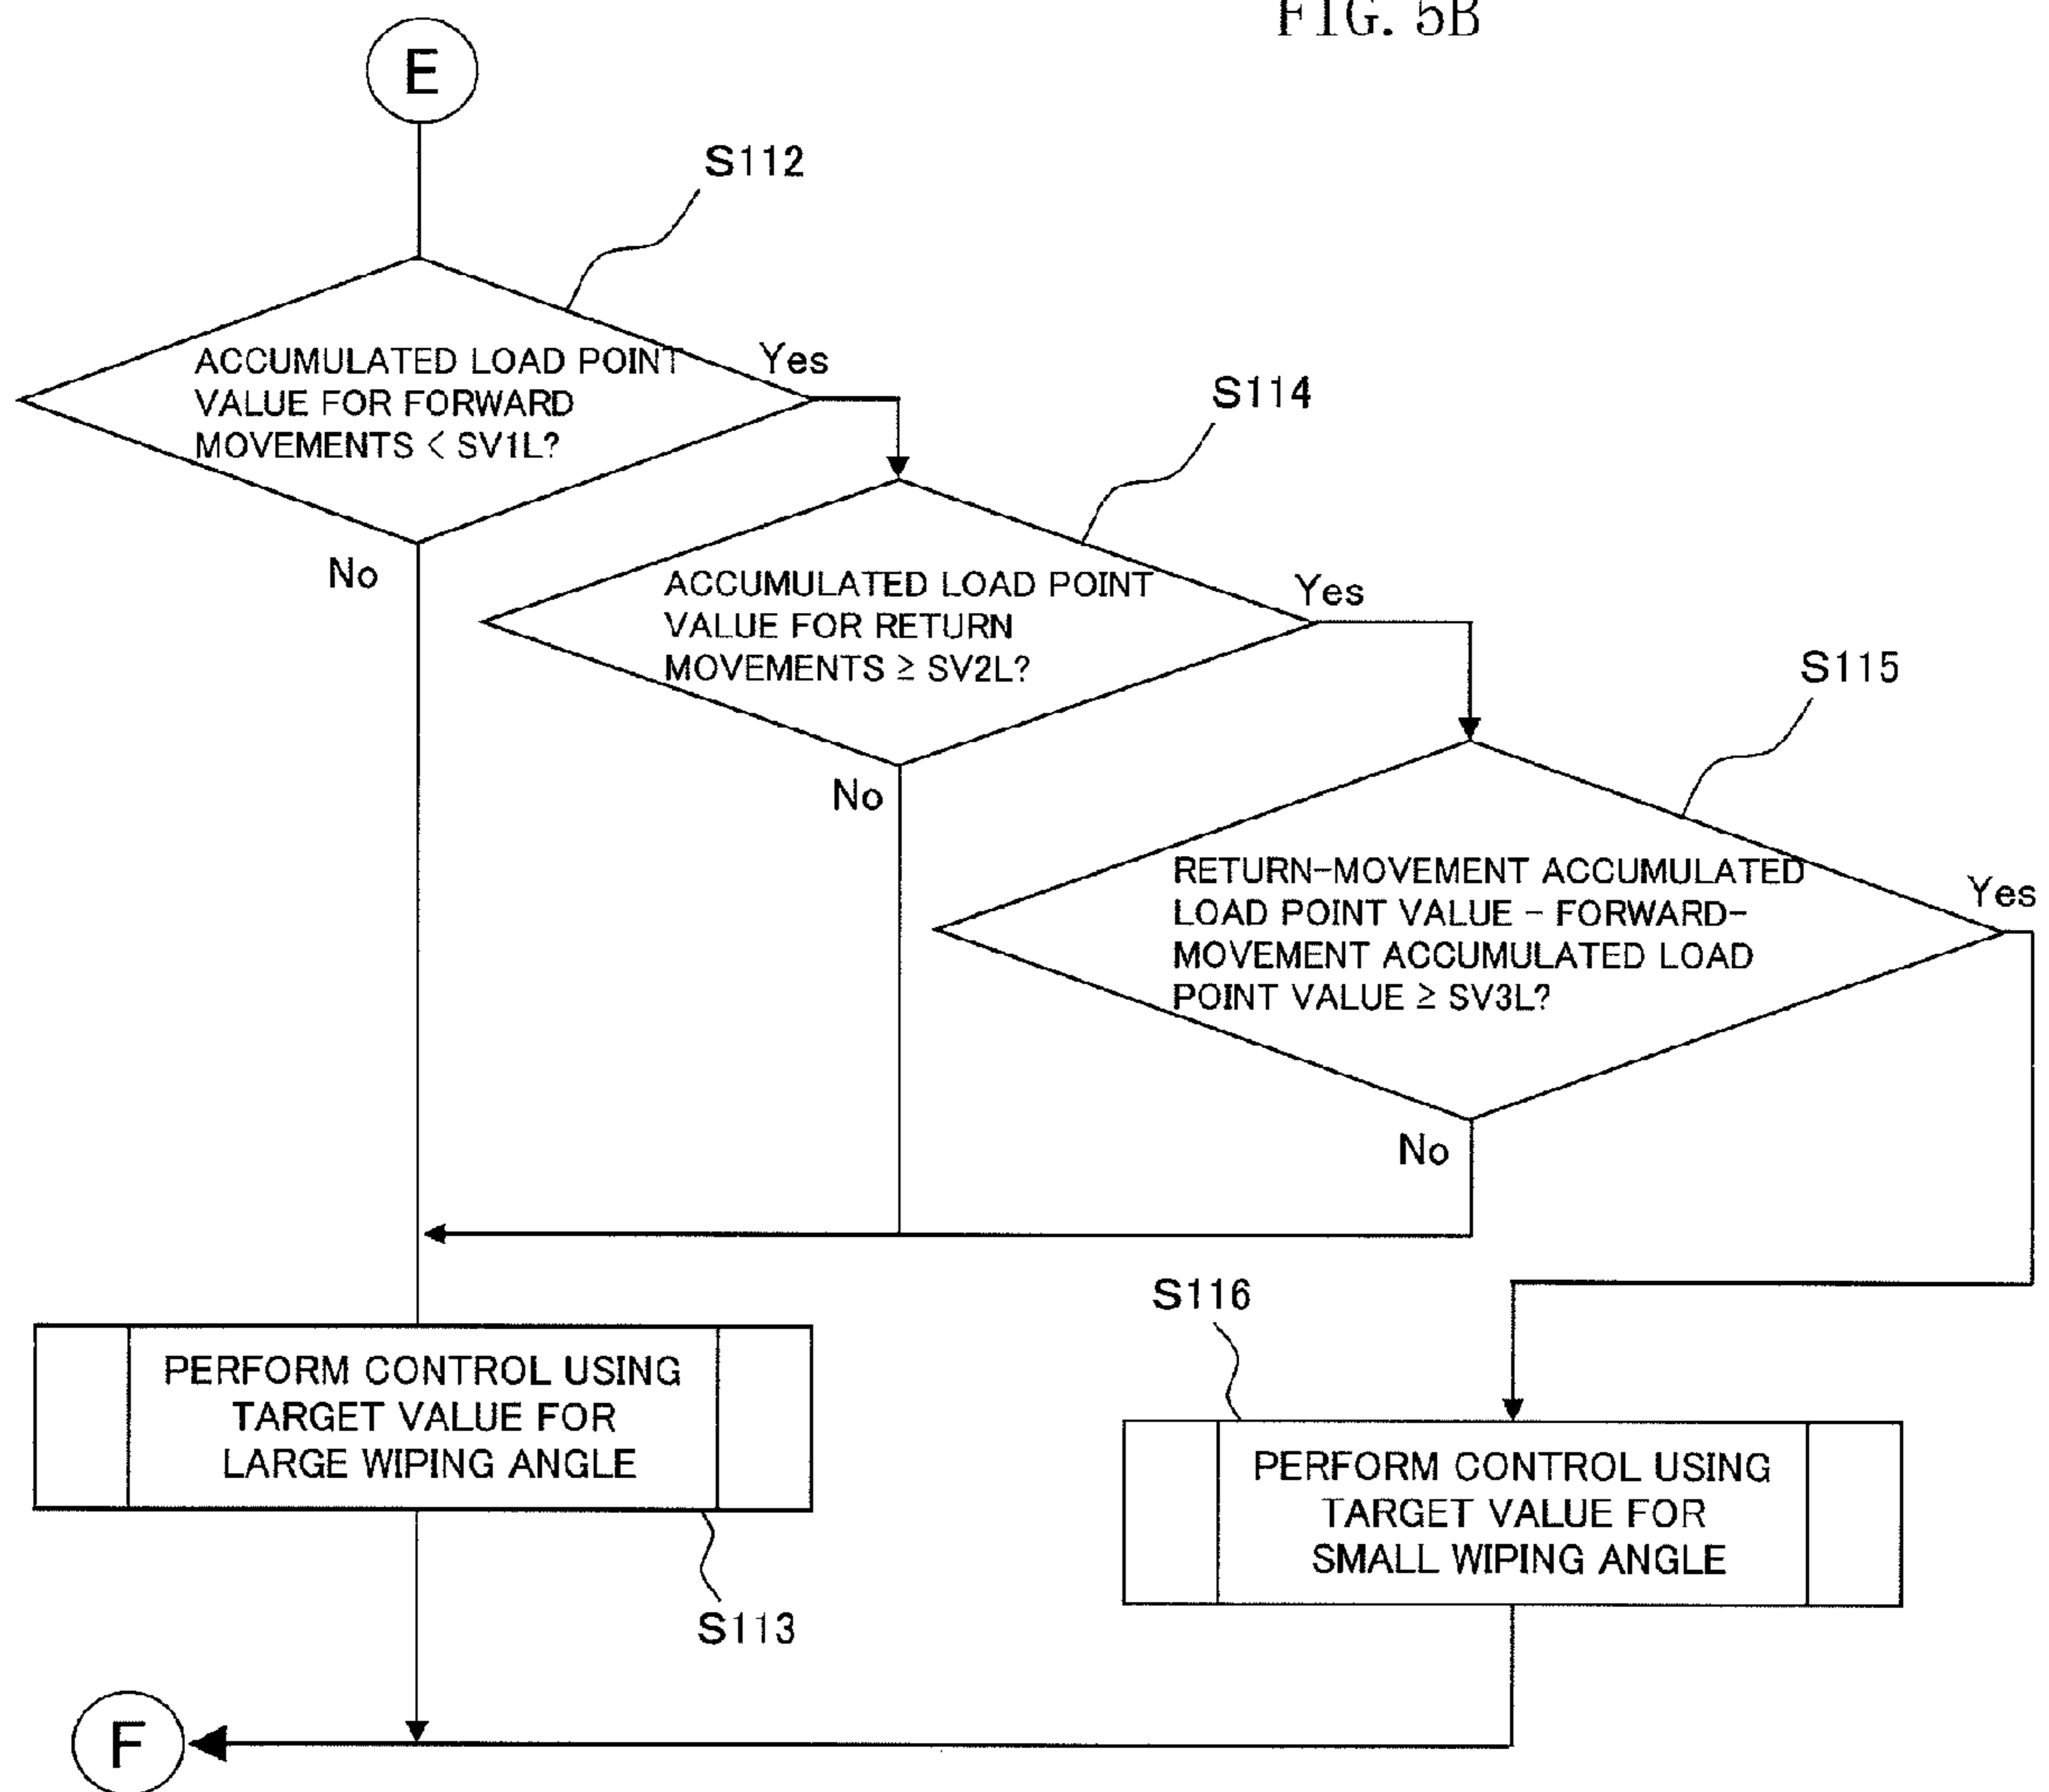 FIG. 5B
E
S112
ACCUMULATED LOAD POINT
VALUE FOR FORWARD
MOVEMENTS < SV1L?
Yes
No
S114
ACCUMULATED LOAD POINT
VALUE FOR RETURN
MOVEMENTS ≥ SV2L?
Yes
No
S115
RETURN-MOVEMENT ACCUMULATED
LOAD POINT VALUE - FORWARD-
MOVEMENT ACCUMULATED LOAD
POINT VALUE ≥ SV3L?
Yes
No
PERFORM CONTROL USING
TARGET VALUE FOR
LARGE WIPING ANGLE
S113
S116
PERFORM CONTROL USING
TARGET VALUE FOR
SMALL WIPING ANGLE
F